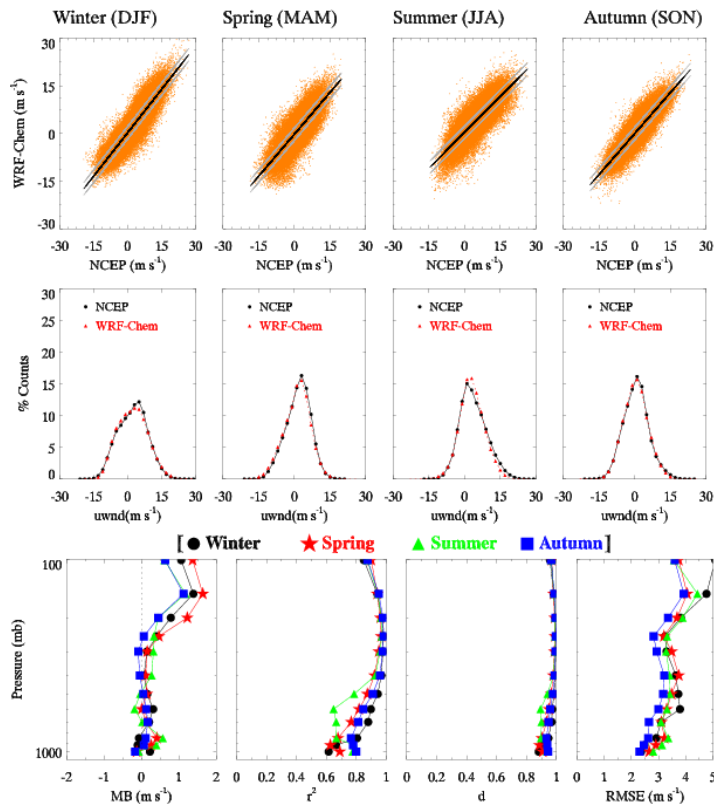 Winter (DJF) Spring (MAM) Summer (JJA) Autumn (SON)
WRF-Chem (m s⁻¹)
30
15
0
-15
-30
-30 -15 0 15 30
-30 -15 0 15 30
-30 -15 0 15 30
-30 -15 0 15 30
NCEP (m s⁻¹) NCEP (m s⁻¹) NCEP (m s⁻¹) NCEP (m s⁻¹)
% Counts
30
25
20
15
10
5
0
NCEP
WRF-Chem
NCEP
WRF-Chem
NCEP
WRF-Chem
NCEP
WRF-Chem
-30 -15 0 15 30
-30 -15 0 15 30
-30 -15 0 15 30
-30 -15 0 15 30
uwnd(m s⁻¹) uwnd(m s⁻¹) uwnd(m s⁻¹) uwnd(m s⁻¹)
[ Winter Spring Summer Autumn ]
Pressure (mb)
100
1000
-2 -1 0 1 2
0 0.2 0.4 0.6 0.8 1
0 0.2 0.4 0.6 0.8 1
0 1 2 3 4 5
MB (m s⁻¹) r² d RMSE (m s⁻¹)